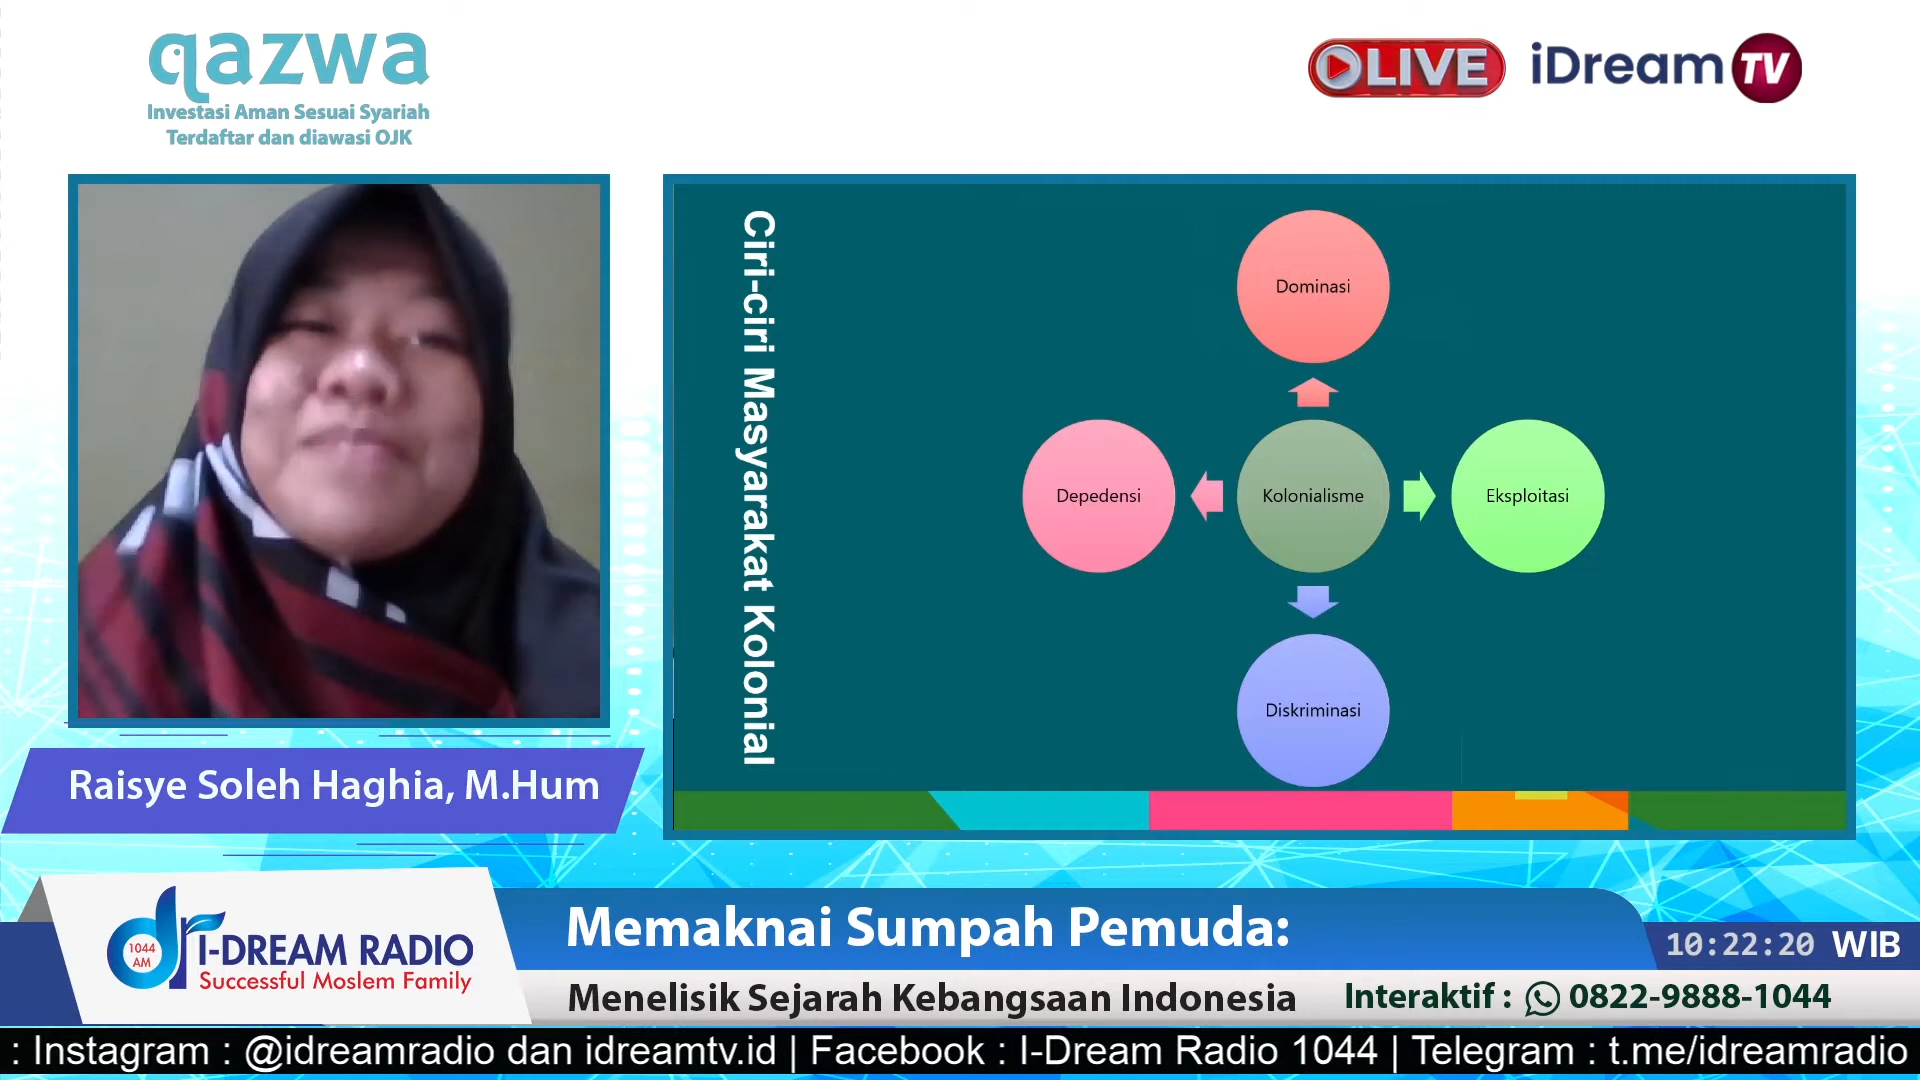 qazwa
Investasi Aman Sesuai Syariah
Terdaftar dan diawasi OJK
LIVE
iDream TV
Ciri-ciri Masyarakat Kolonial
Dominasi
Depedensi
Kolonialisme
Eksploitasi
Diskriminasi
Raisye Soleh Haghia, M.Hum
1044
AM
dr
I-DREAM RADIO
Successful Moslem Family
Memaknai Sumpah Pemuda:
10:22:20 WIB
Menelisik Sejarah Kebangsaan Indonesia
Interaktif : 0822-9888-1044
: Instagram : @idreamradio dan idreamtv.id | Facebook : I-Dream Radio 1044 | Telegram : t.me/idreamradio